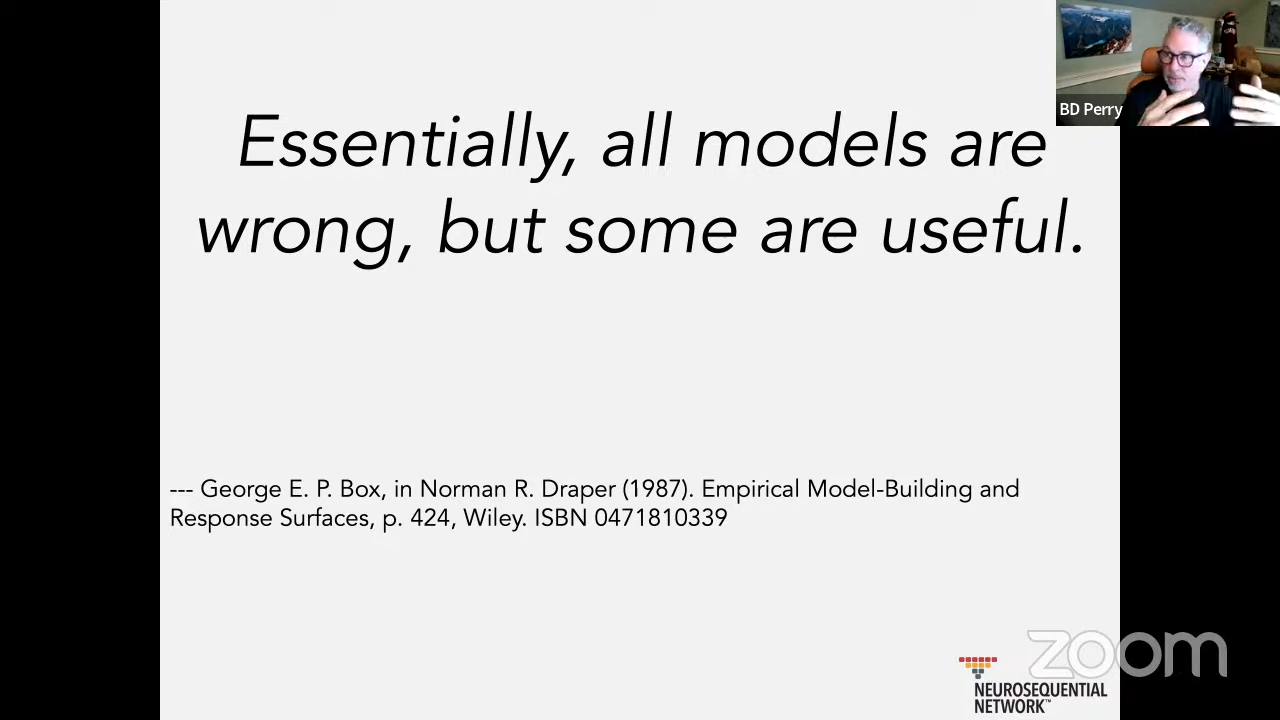 BD Perry
Essentially, all models are
wrong, but some are useful.
--- George E. P. Box, in Norman R. Draper (1987). Empirical Model-Building and
Response Surfaces, p. 424, Wiley. ISBN 0471810339
zoom
NEUROSEQUENTIAL
NETWORK™